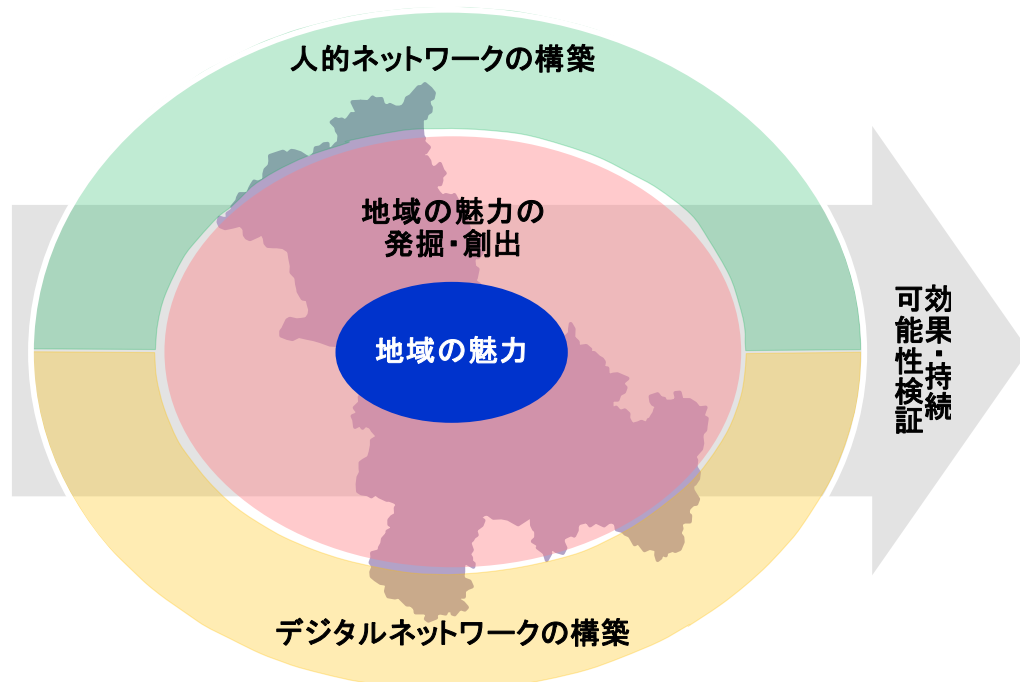 人的ネットワークの構築
地域の魅力の
発掘・創出
地域の魅力
効果・持続
可能性検証
デジタルネットワークの構築